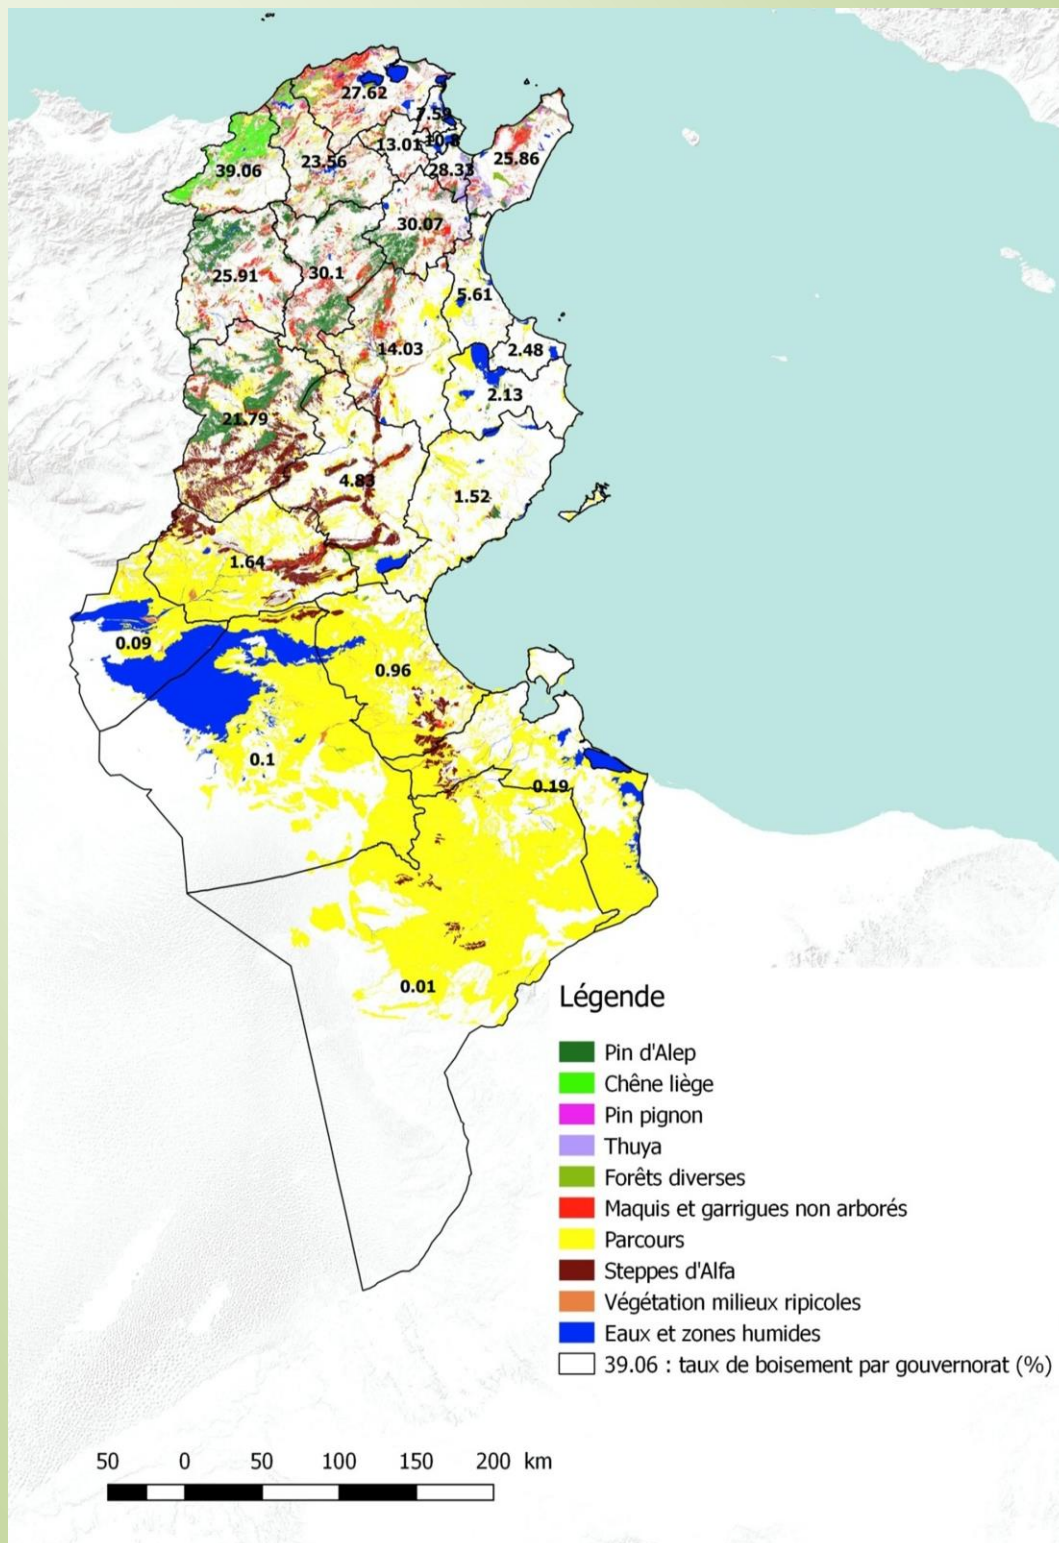 27.62
7.59
13.01
10.8
23.56
25.86
39.06
28.33
30.07
25.91
30.1
5.61
14.03
2.48
2.13
21.79
4.83
1.52
1.64
0.09
0.96
0.1
0.19
0.01
Légende
Pin d'Alep
Chêne liège
Pin pignon
Thuya
Forêts diverses
Maquis et garrigues non arborés
Parcours
Steppes d'Alfa
Végétation milieux ripicoles
Eaux et zones humides
39.06 : taux de boisement par gouvernorat (%)
50 0 50 100 150 200 km